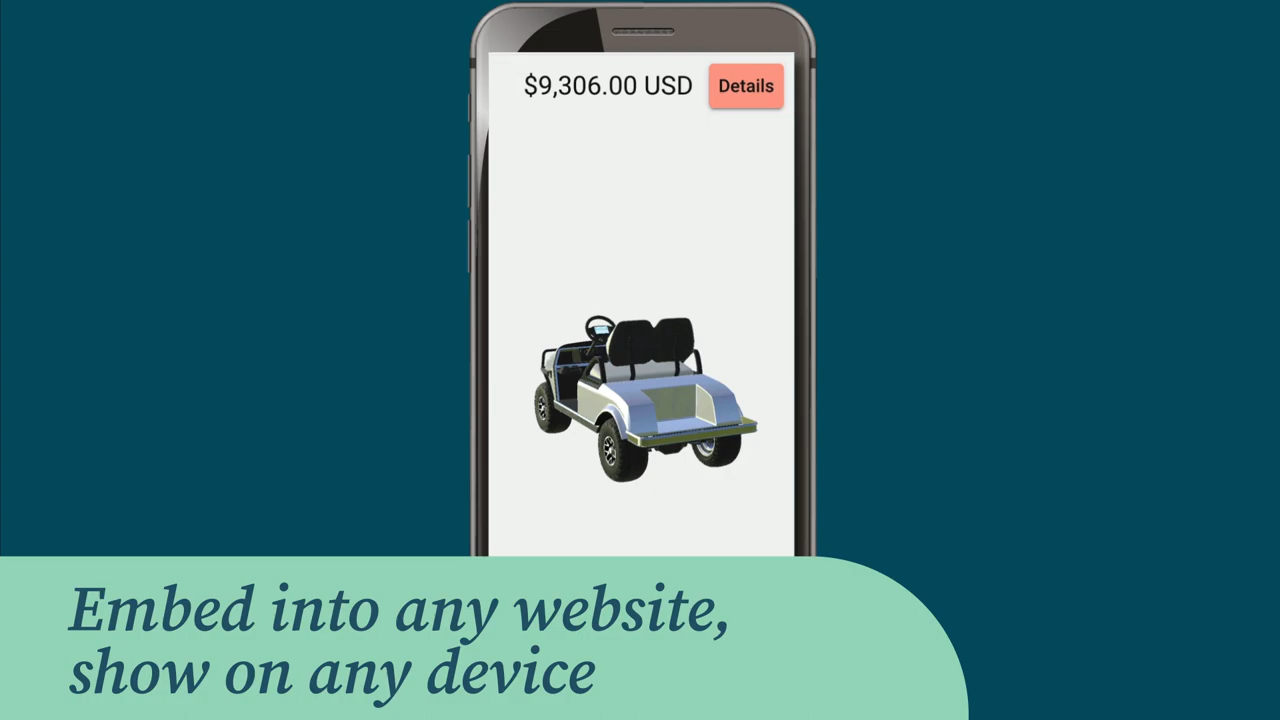 $9,306.00 USD
Details
Embed into any website,
show on any device